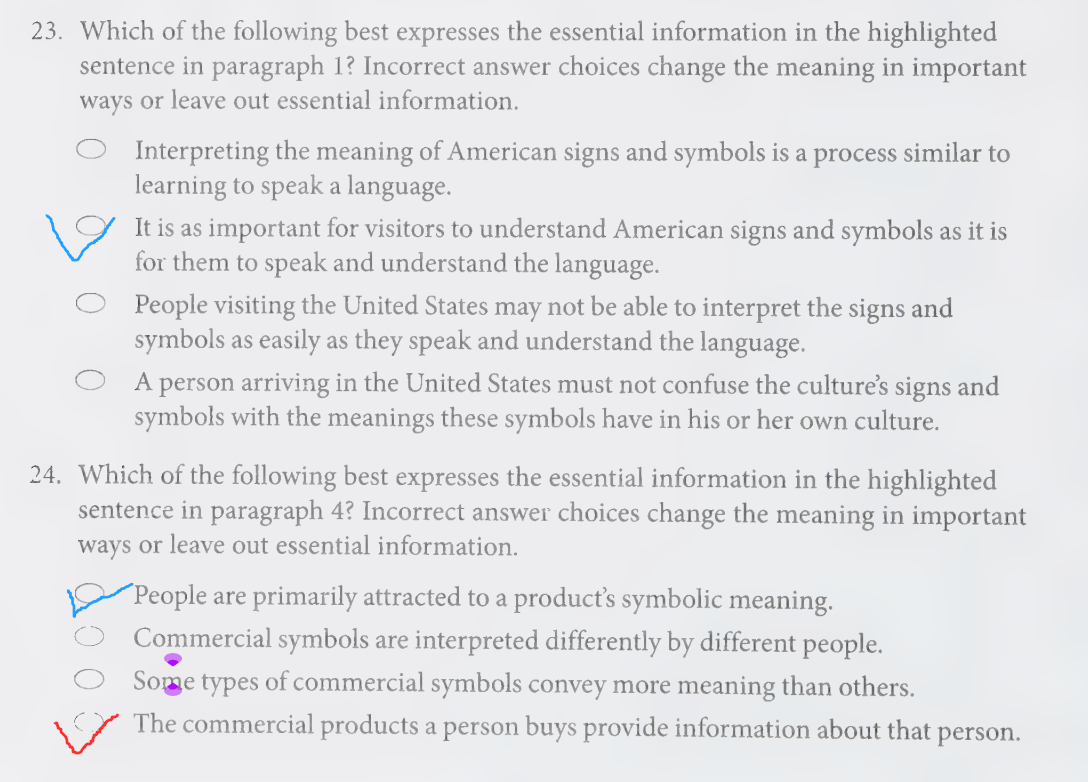 23. Which of the following best expresses the essential information in the highlighted
sentence in paragraph 1? Incorrect answer choices change the meaning in important
ways or leave out essential information.
Interpreting the meaning of American signs and symbols is a process similar to
learning to speak a language.
It is as important for visitors to understand American signs and symbols as it is
for them to speak and understand the language.
People visiting the United States may not be able to interpret the signs and
symbols as easily as they speak and understand the language.
A person arriving in the United States must not confuse the culture's signs and
symbols with the meanings these symbols have in his or her own culture.
24. Which of the following best expresses the essential information in the highlighted
sentence in paragraph 4? Incorrect answer choices change the meaning in important
ways or leave out essential information.
People are primarily attracted to a product's symbolic meaning.
Commercial symbols are interpreted differently by different people.
Some types of commercial symbols convey more meaning than others.
The commercial products a person buys provide information about that person.